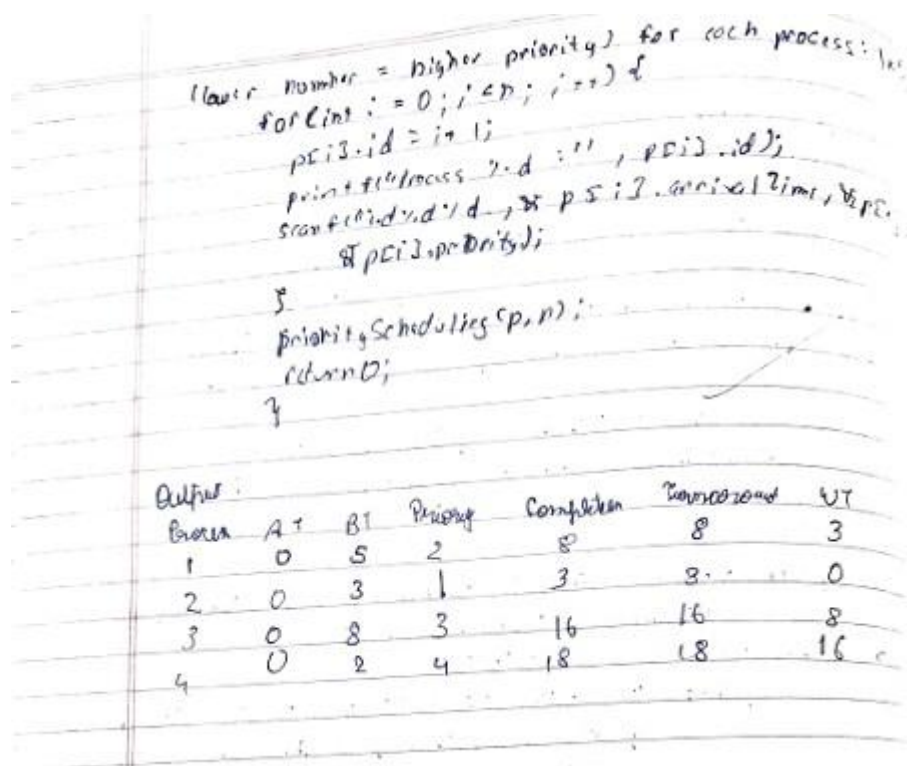 (lower number = higher priority) for each process:
for(int i = 0; i<n; i++) {
p[i].id = i+1;
printf("Process %d :", p[i].id);
scanf("%d%d%d, & p[i].arrivalTime, &p[.
&p[i].priority);
}
priorityScheduling(p,n);
return 0;
}
Output :
Process AT BT Priority Completion Turnaround WT
1 0 5 2 8 8 3
2 0 3 1 3 3 0
3 0 8 3 16 16 8
4 0 2 4 18 18 16